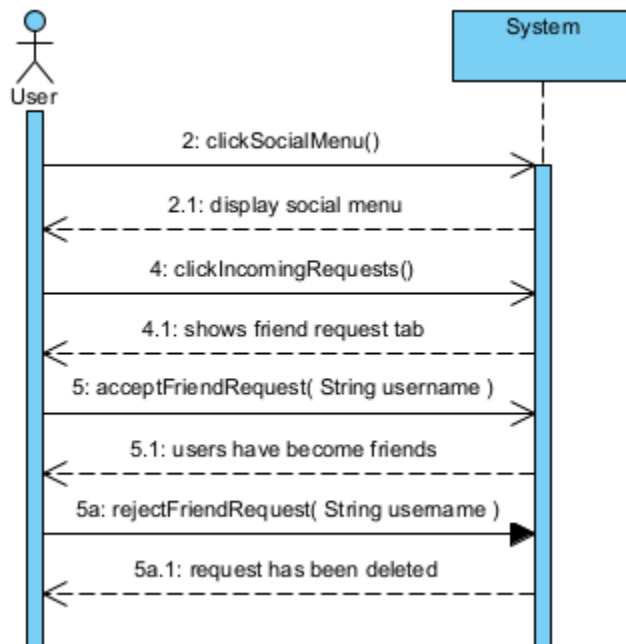 System
User
2: clickSocialMenu()
2.1: display social menu
4: clickIncomingRequests()
4.1: shows friend request tab
5: acceptFriendRequest( String username )
5.1: users have become friends
5a: rejectFriendRequest( String username )
5a.1: request has been deleted